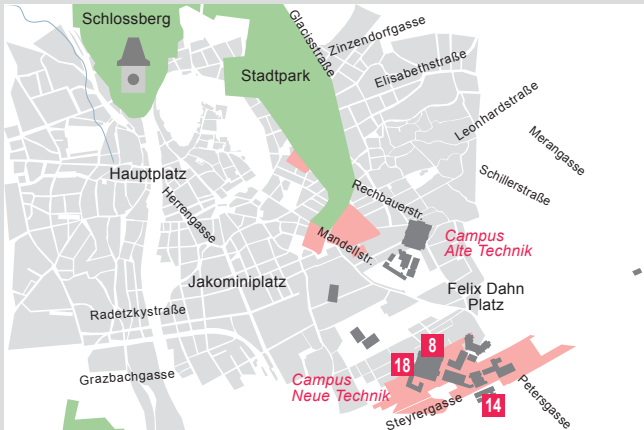 Schlossberg
Glacisstraße
Zinzendorfgasse
Stadtpark
Elisabethstraße
Leonhardstraße
Merangasse
Hauptplatz
Schillerstraße
Herrengasse
Rechbauerstr.
Mandellstr.
Campus
Alte Technik
Jakominiplatz
Felix Dahn
Platz
Radetzkystraße
8
18
Grazbachgasse
Campus
Neue Technik
14
Steyrergasse
Petersgasse